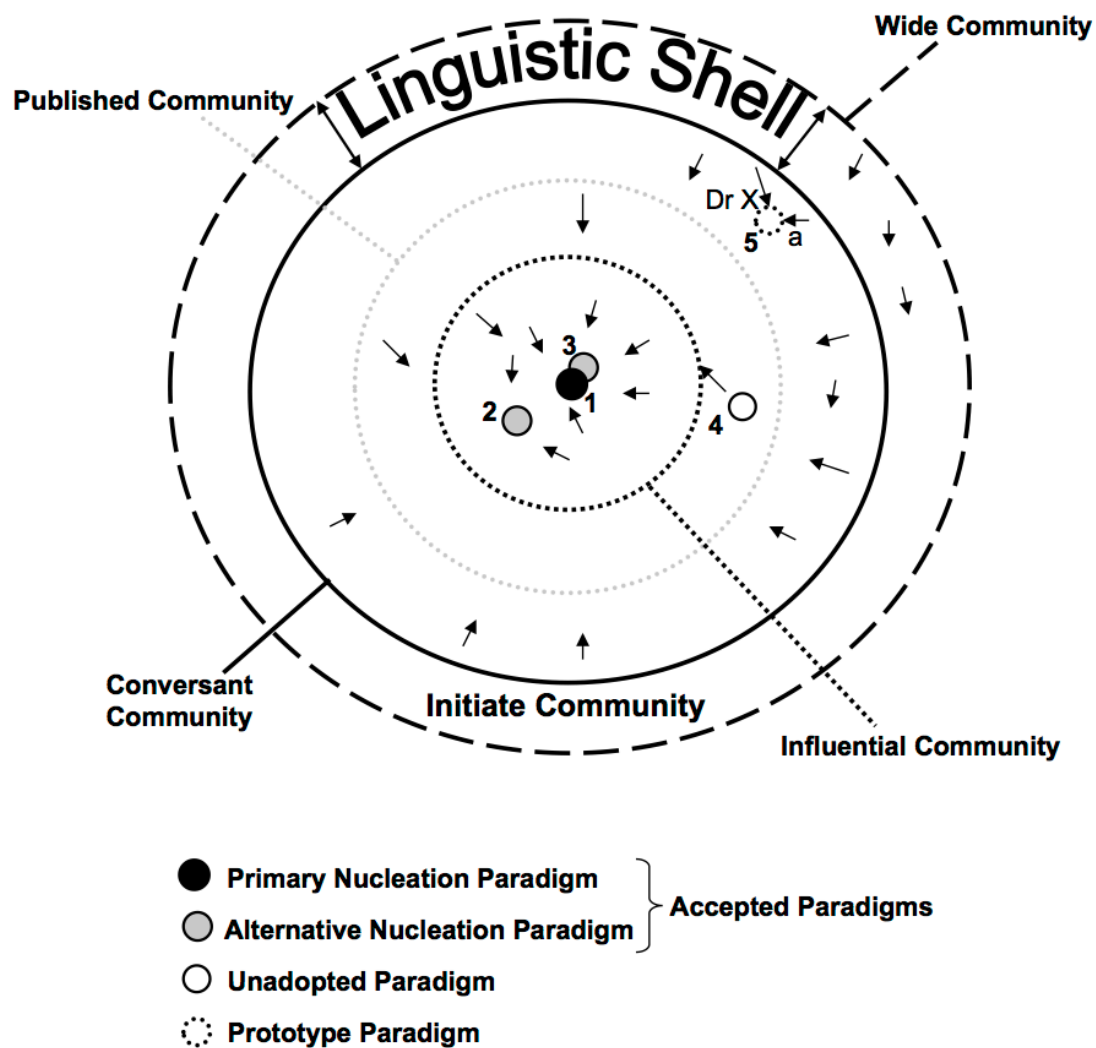 Wide Community
Linguistic Shell
Published Community
Dr X
5
a
3
1
2
4
Conversant
Community
Initiate Community
Influential Community
Primary Nucleation Paradigm
Accepted Paradigms
Alternative Nucleation Paradigm
Unadopted Paradigm
Prototype Paradigm